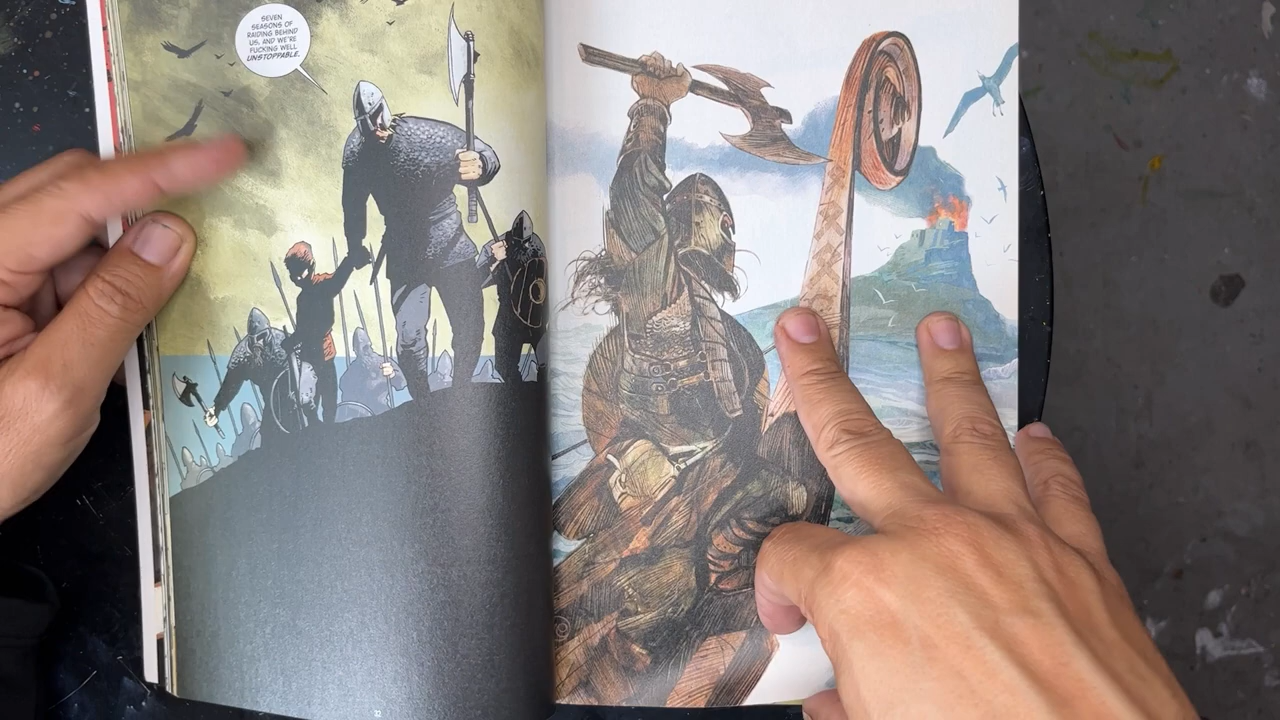 SEVEN
SEASONS OF
RAIDING BEHIND
US, AND WE'RE
FUCKING WELL
UNSTOPPABLE.